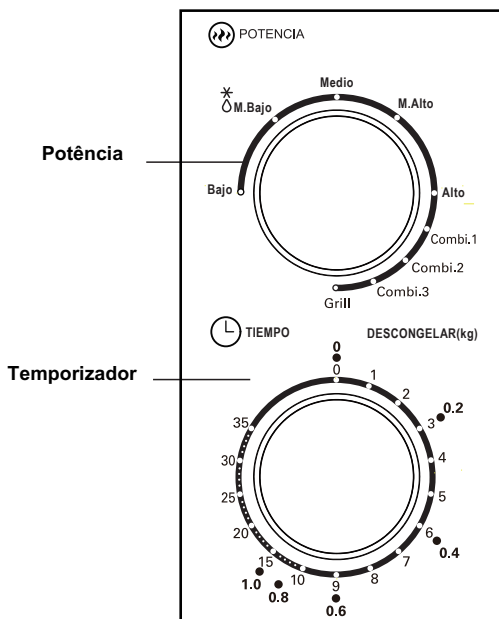 POTENCIA
Medio
M.Bajo
M.Alto
Potência
Bajo
Alto
Combi.1
Combi.2
Combi.3
Grill
TIEMPO
DESCONGELAR(kg)
0
0
Temporizador
1
2
3
0.2
4
5
6
0.4
7
8
9
0.6
10
0.8
15
1.0
20
25
30
35